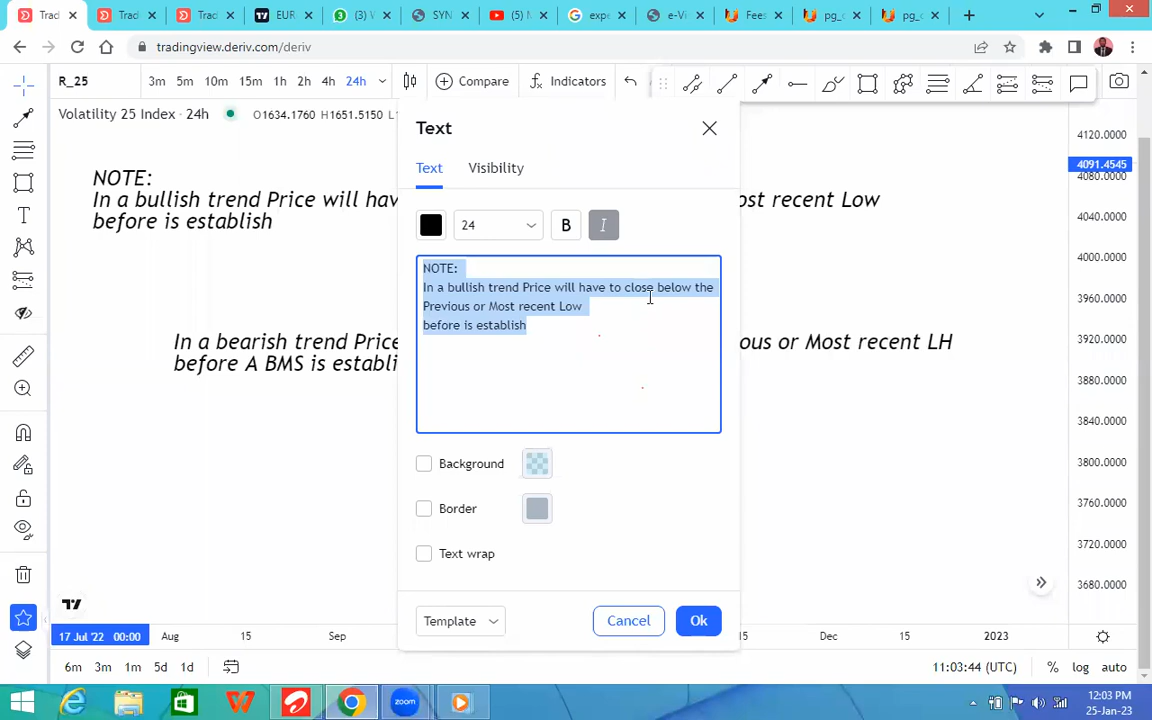 Tradi
Tradi
Tradi
EUR
(3) V
SYN
(5) N
expe
e-Vi
Fees
pg_c
pg_c
tradingview.deriv.com/deriv
R_25
3m 5m 10m 15m 1h 2h 4h 24h
Compare
Indicators
Volatility 25 Index · 24h
O1634.1760 H1651.5150
NOTE:
In a bullish trend Price will hav
ost recent Low
before is establish
In a bearish trend Price
ous or Most recent LH
before A BMS is establi
Text
Text
Visibility
24
B
I
NOTE:
In a bullish trend Price will have to close below the
Previous or Most recent Low
before is establish
Background
Border
Text wrap
Template
Cancel
Ok
4120.0000
4091.4545
4080.0000
4040.0000
4000.0000
3960.0000
3920.0000
3880.0000
3840.0000
3800.0000
3760.0000
3720.0000
3680.0000
17 Jul '22 00:00
Aug
15
Sep
15
Dec
15
2023
6m 3m 1m 5d 1d
11:03:44 (UTC)
%
log
auto
12:03 PM
25-Jan-23